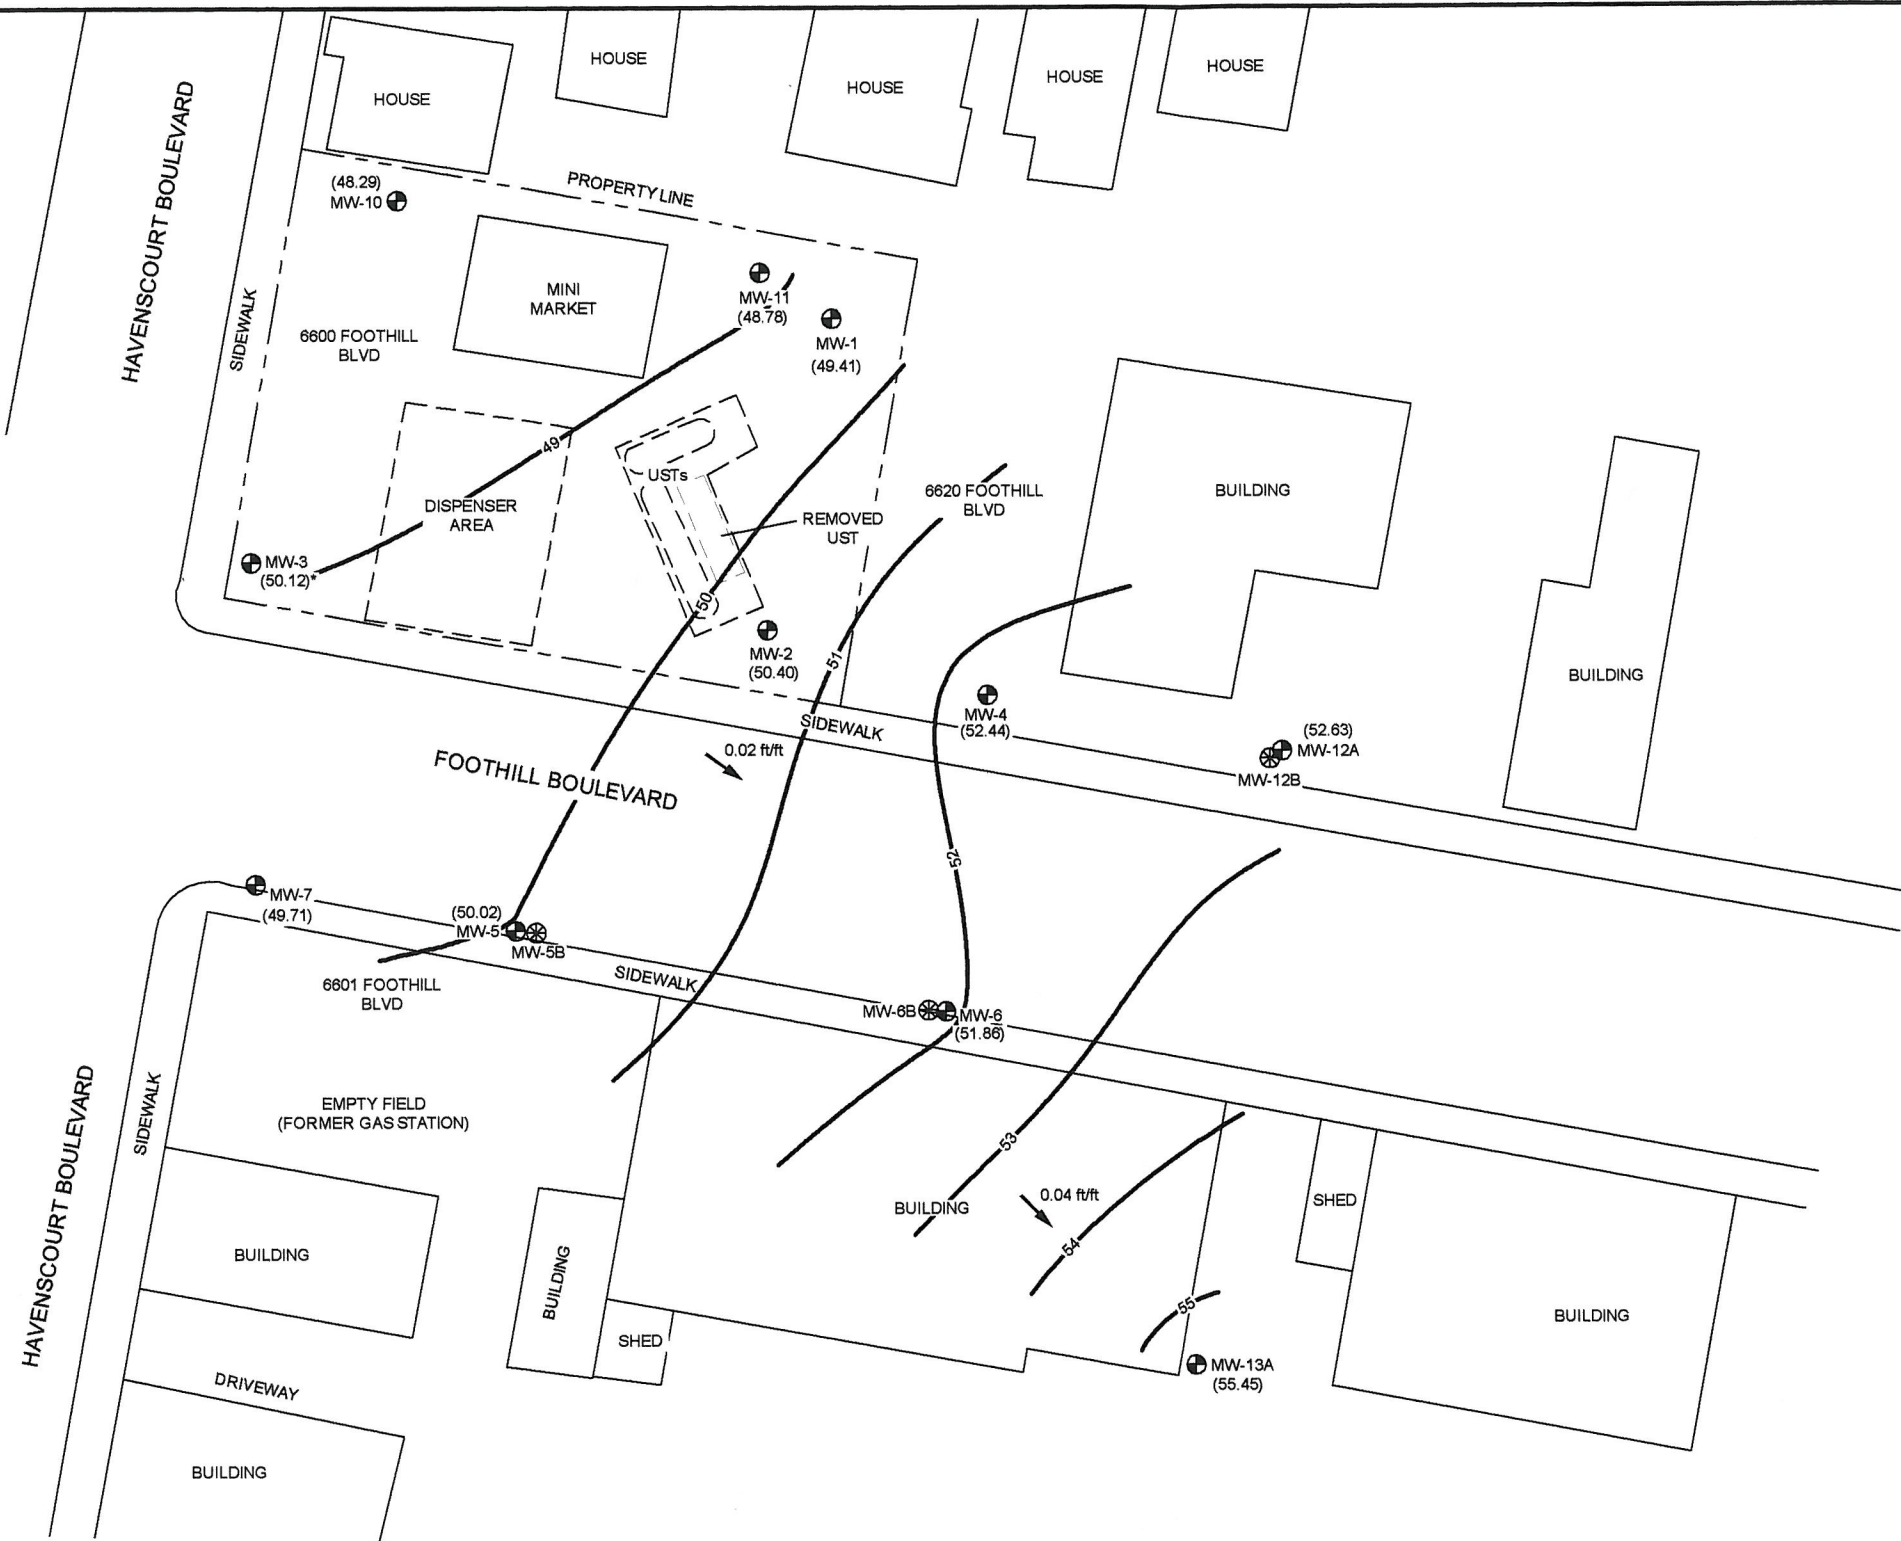 HOUSE
HOUSE
HOUSE
HOUSE
HOUSE
HAVENSCOURT BOULEVARD
SIDEWALK
(48.29)
MW-10
PROPERTY LINE
MINI
MARKET
6600 FOOTHILL
BLVD
MW-11
(48.78)
MW-1
(49.41)
49
USTs
DISPENSER
AREA
REMOVED
UST
6620 FOOTHILL
BLVD
BUILDING
MW-3
(50.12)*
50
MW-2
(50.40)
51
BUILDING
MW-4
(52.44)
SIDEWALK
(52.63)
MW-12A
MW-12B
0.02 ft/ft
FOOTHILL BOULEVARD
52
MW-7
(49.71)
(50.02)
MW-5
MW-5B
SIDEWALK
6601 FOOTHILL
BLVD
MW-6B
MW-6
(51.86)
HAVENSCOURT BOULEVARD
SIDEWALK
EMPTY FIELD
(FORMER GAS STATION)
53
BUILDING
0.04 ft/ft
SHED
54
BUILDING
BUILDING
55
BUILDING
SHED
MW-13A
(55.45)
DRIVEWAY
BUILDING